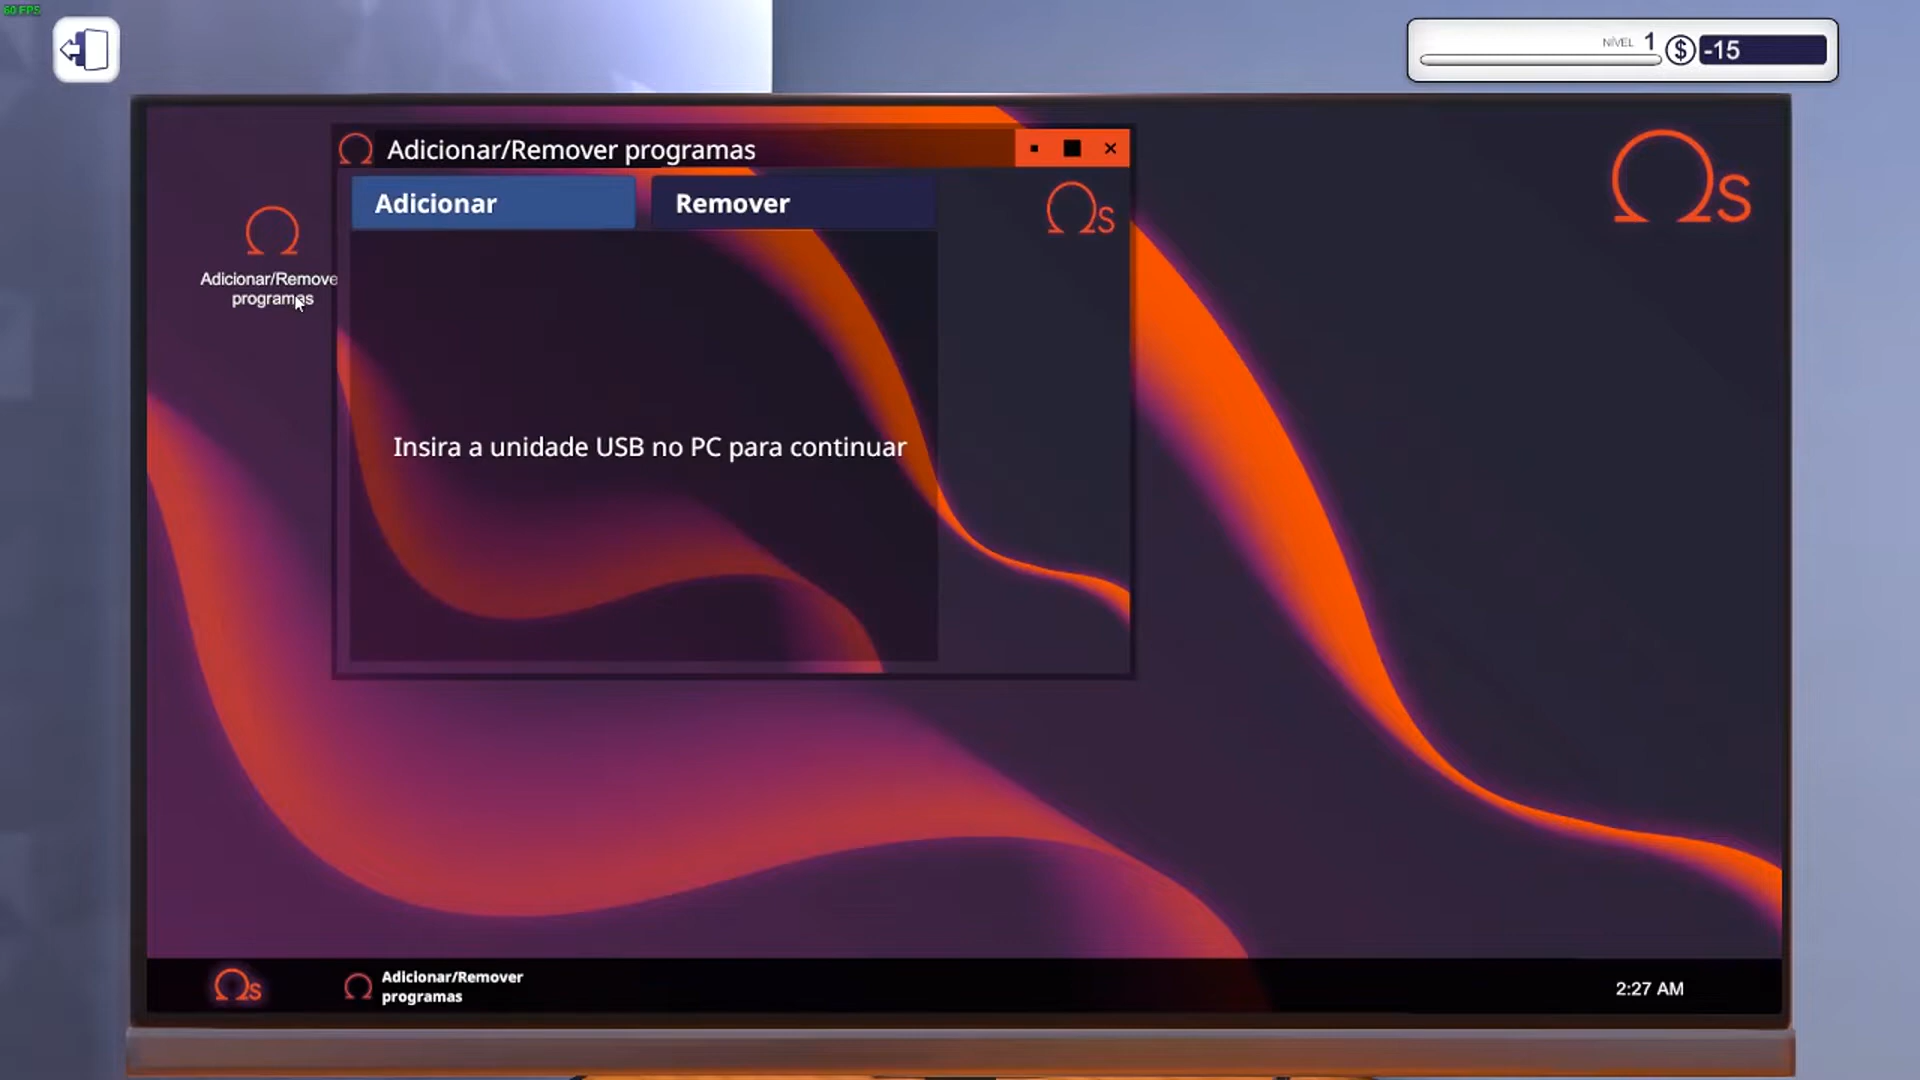 60 FPS
NÍVEL 1 $ -15
Adicionar/Remover programas
Adicionar Remover
Ωs
Ωs
Adicionar/Remove
programas
Insira a unidade USB no PC para continuar
Ωs
Adicionar/Remover
programas
2:27 AM